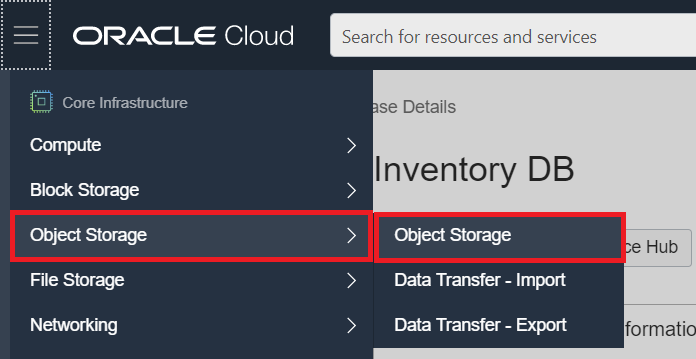 ORACLE Cloud
Search for resources and services
Core Infrastructure
Compute
Block Storage
Object Storage
File Storage
Networking
Object Storage
Data Transfer - Import
Data Transfer - Export
ase Details
Inventory DB
ce Hub
formatio